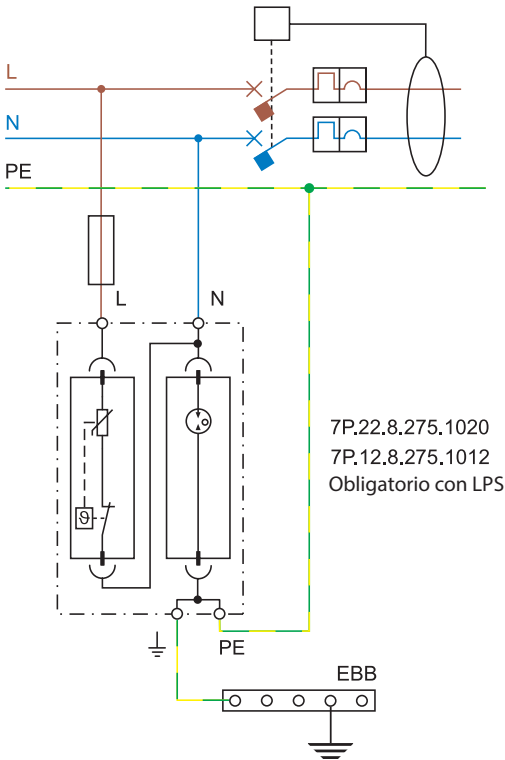 L
N
PE
L
N
ϑ
7P.22.8.275.1020
7P.12.8.275.1012
Obligatorio con LPS
PE
EBB